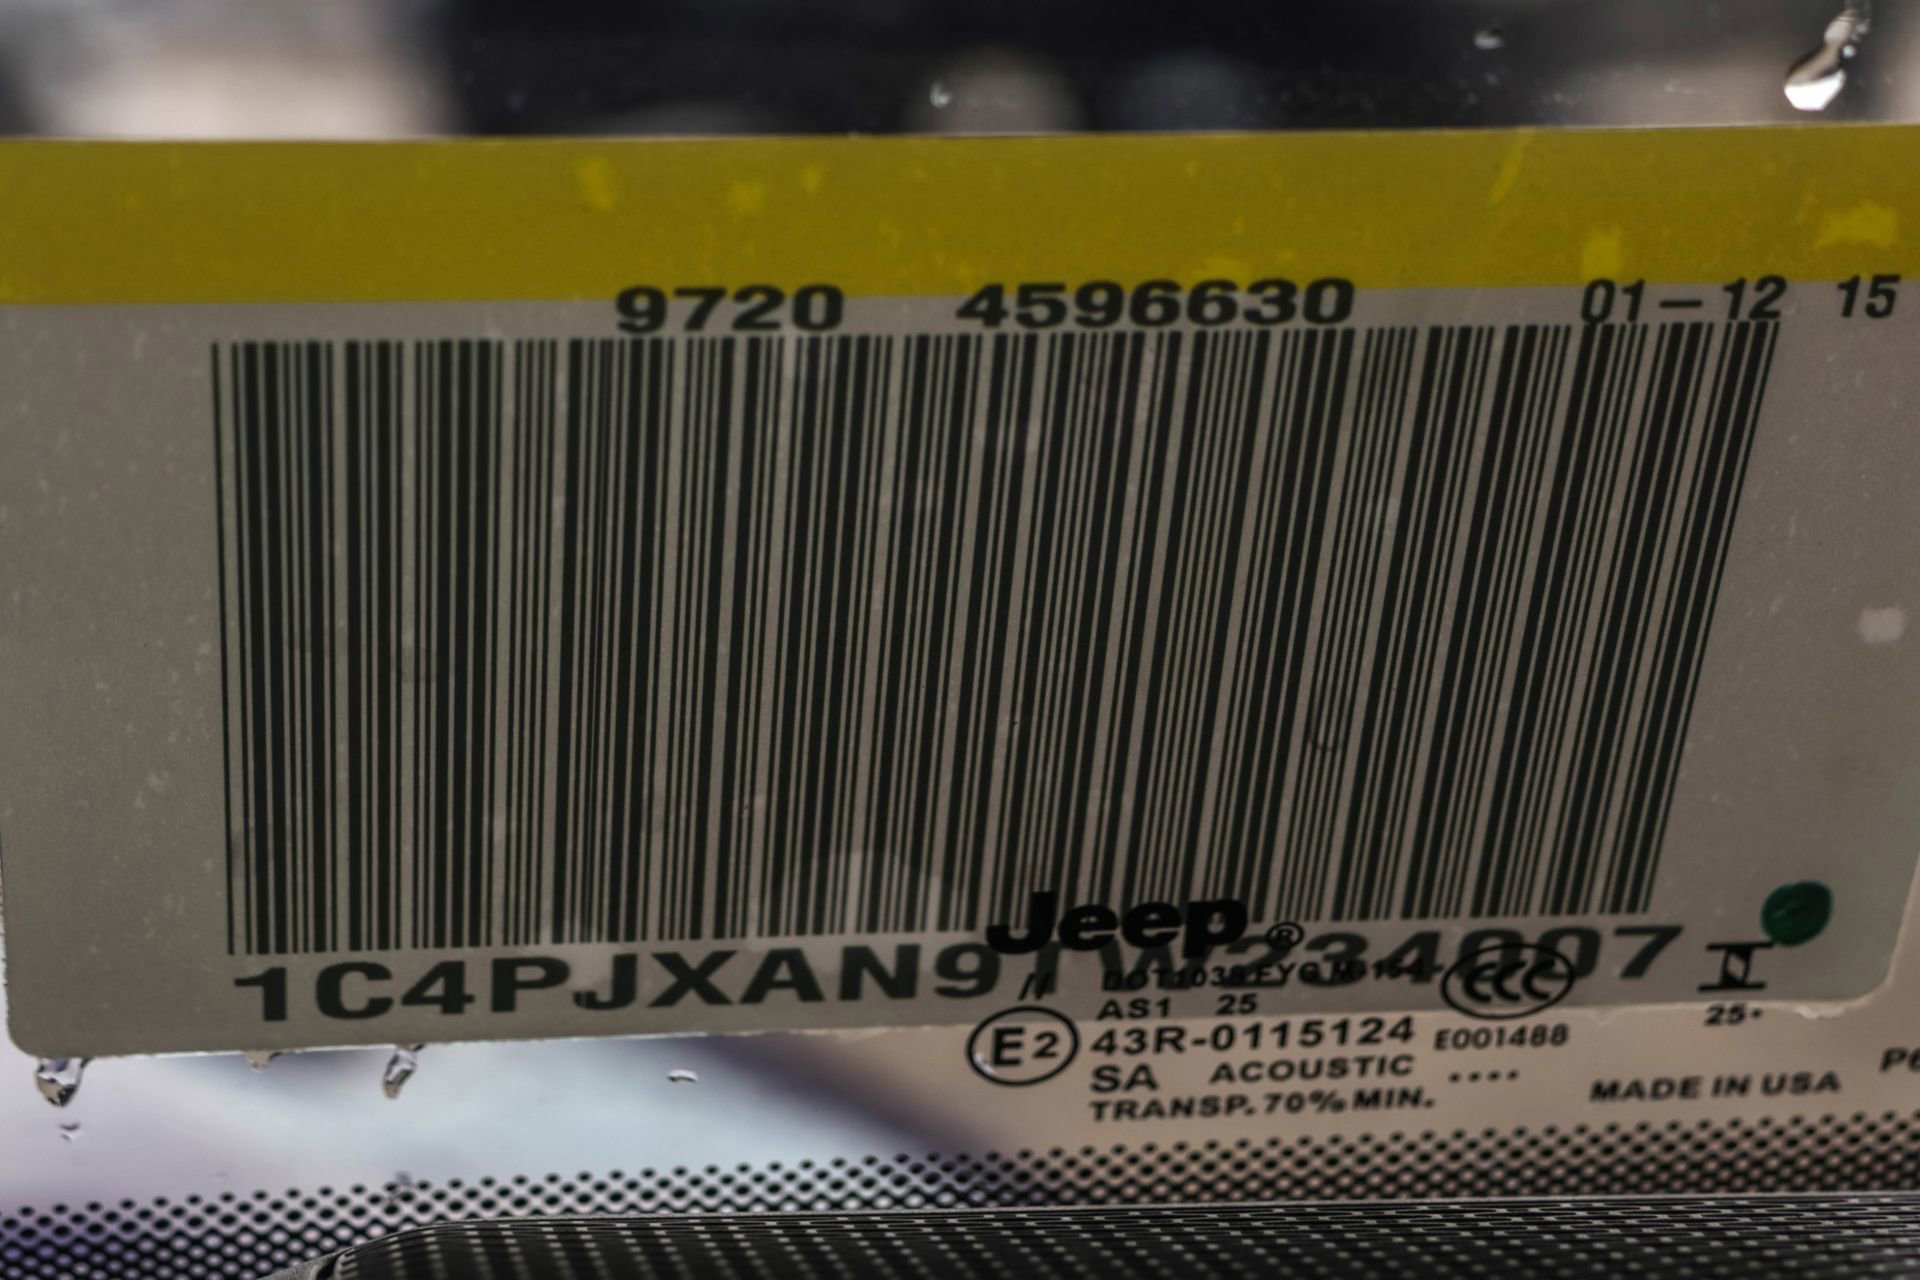 9720 4596630 01-12 15
Jeep ®
//
CCC
AS1 25
25.
E2 43R-0115124 E001488
SA ACOUSTIC ....
MADE IN USA
TRANSP. 70% MIN.